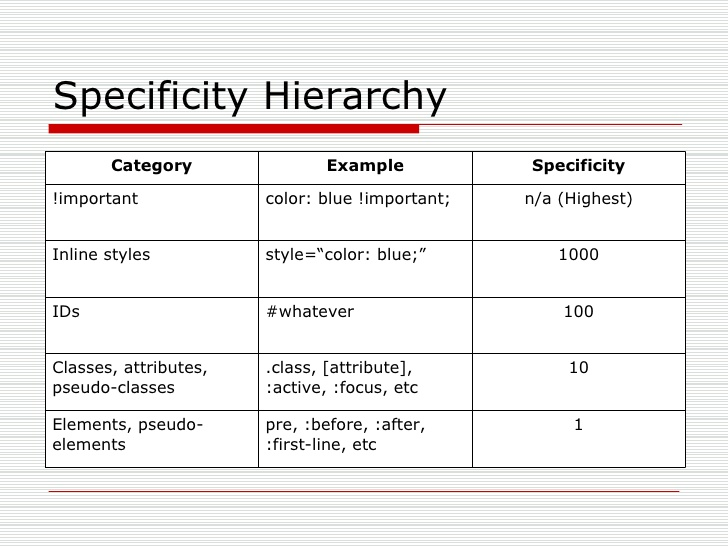 Specificity Hierarchy
Category Example Specificity
!important color: blue !important; n/a (Highest)
Inline styles style=“color: blue;” 1000
IDs #whatever 100
Classes, attributes, .class, [attribute], 10
pseudo-classes :active, :focus, etc
Elements, pseudo- pre, :before, :after, 1
elements :first-line, etc